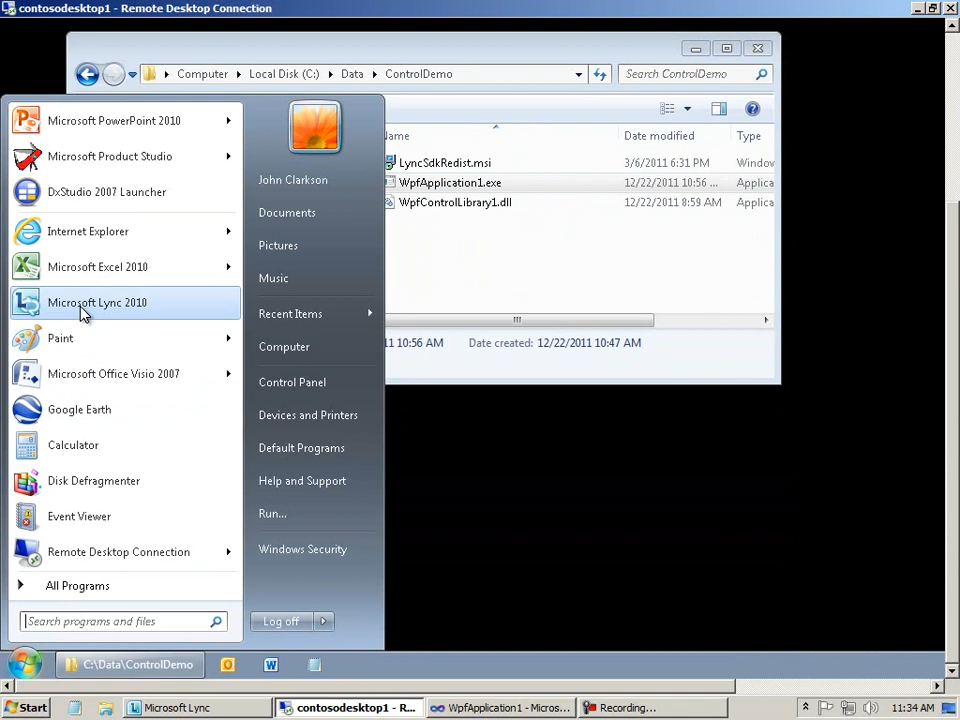 contosodesktop1 - Remote Desktop Connection
Computer
Local Disk (C:)
Data
ControlDemo
Search ControlDemo
Name
Date modified
Type
LyncSdkRedist.msi
3/6/2011 6:31 PM
Window
WpfApplication1.exe
12/22/2011 10:56 ...
Applica
WpfControlLibrary1.dll
12/22/2011 8:59 AM
Applica
11 10:56 AM
Date created: 12/22/2011 10:47 AM
Microsoft PowerPoint 2010
Microsoft Product Studio
DxStudio 2007 Launcher
Internet Explorer
Microsoft Excel 2010
Microsoft Lync 2010
Paint
Microsoft Office Visio 2007
Google Earth
Calculator
Disk Defragmenter
Event Viewer
Remote Desktop Connection
All Programs
Search programs and files
John Clarkson
Documents
Pictures
Music
Recent Items
Computer
Control Panel
Devices and Printers
Default Programs
Help and Support
Run...
Windows Security
Log off
C:\Data\ControlDemo
Start
Microsoft Lync
contosodesktop1 - R...
WpfApplication1 - Micros...
Recording...
11:34 AM